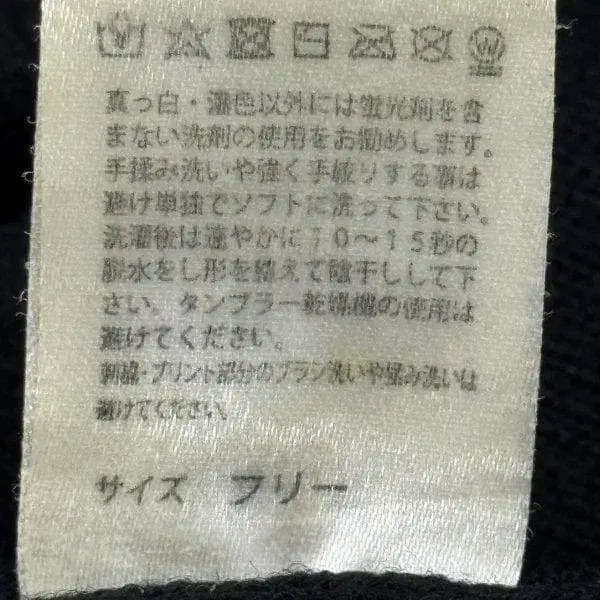 真っ白・濃色以外には蛍光剤を含
まない洗剤の使用をお勧めします。
手揉み洗いや強く手絞りする事は
避け単独でソフトに洗って下さい。
洗濯後は速やかに10〜15秒の
脱水をし形を整えて陰干しして下
さい。タンブラー乾燥機の使用は
避けてください。
刺繍・プリント部分のブラシ洗いや揉み洗いは
避けてください。
サイズ フリー